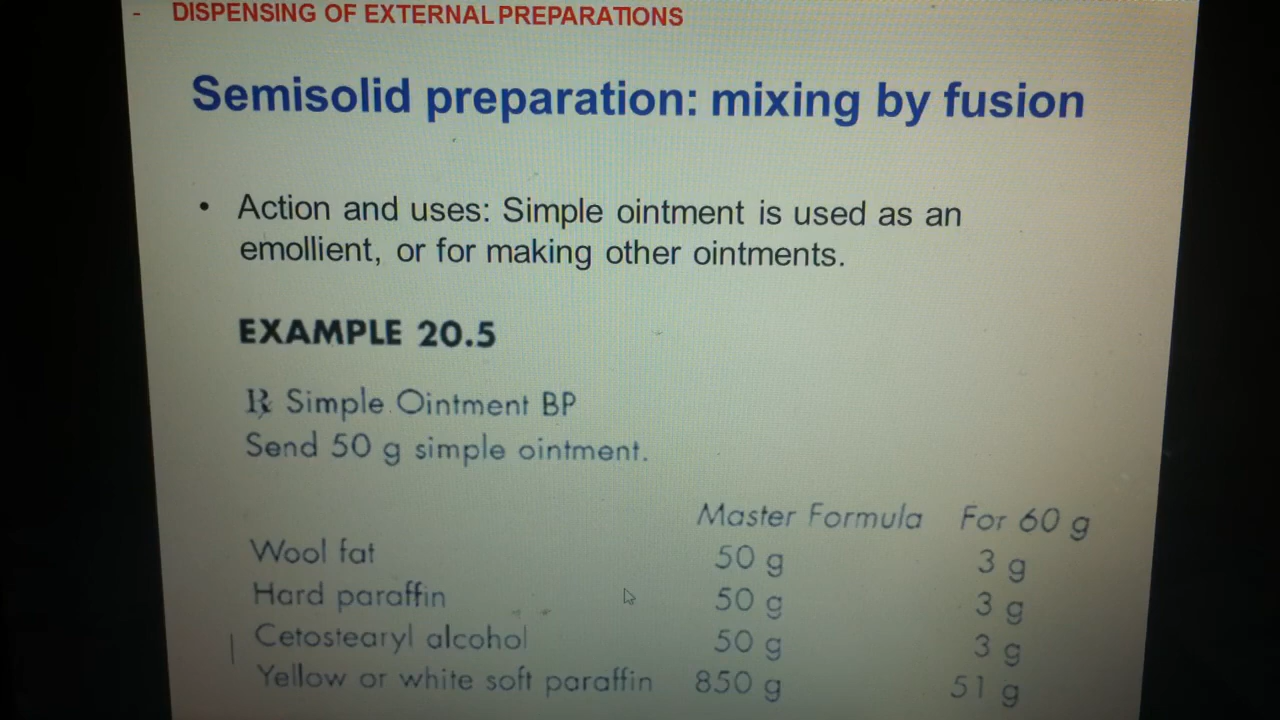 - DISPENSING OF EXTERNAL PREPARATIONS
Semisolid preparation: mixing by fusion
• Action and uses: Simple ointment is used as an
emollient, or for making other ointments.
EXAMPLE 20.5
℞ Simple Ointment BP
Send 50 g simple ointment.
Master Formula For 60 g
Wool fat 50 g 3 g
Hard paraffin 50 g 3 g
Cetostearyl alcohol 50 g 3 g
Yellow or white soft paraffin 850 g 51 g